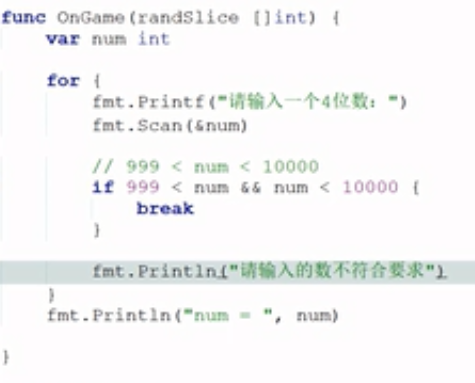 func OnGame(randSlice []int) {
    var num int
    for {
        fmt.Printf("请输入一个4位数: ")
        fmt.Scan(&num)
        // 999 < num < 10000
        if 999 < num && num < 10000 {
            break
        }
        fmt.Println("请输入的数不符合要求")
    }
    fmt.Println("num = ", num)
}